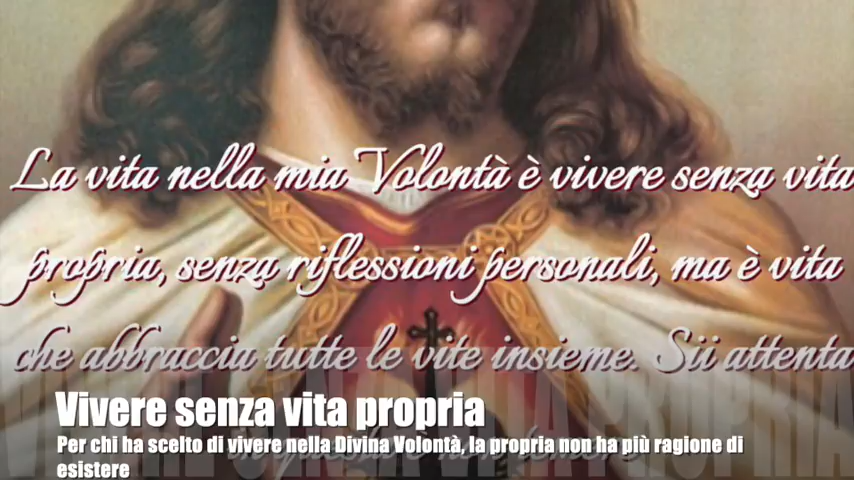 La vita nella mia Volontà è vivere senza vita
propria, senza riflessioni personali, ma è vita
che abbraccia tutte le vite insieme. Sii attenta
Vivere senza vita propria
Per chi ha scelto di vivere nella Divina Volontà, la propria non ha più ragione di
esistere